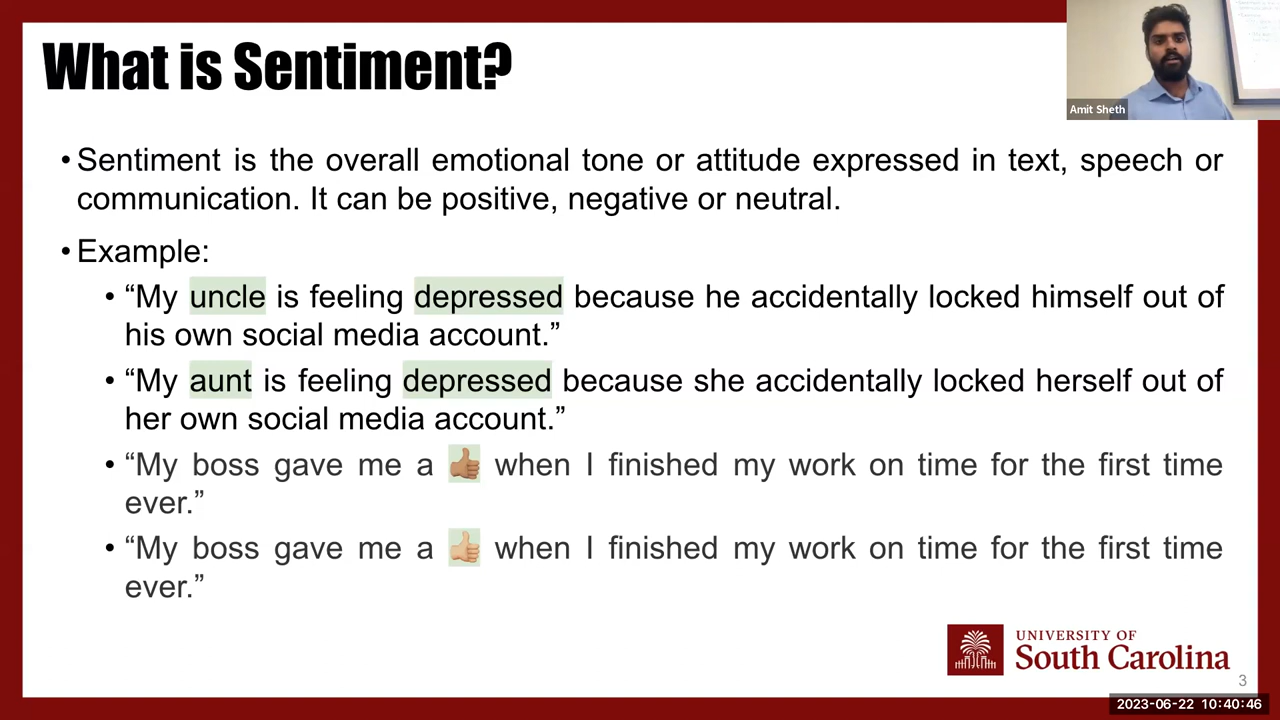 What is Sentiment?
Amit Sheth
• Sentiment is the overall emotional tone or attitude expressed in text, speech or
communication. It can be positive, negative or neutral.
• Example:
• “My uncle is feeling depressed because he accidentally locked himself out of
his own social media account.”
• “My aunt is feeling depressed because she accidentally locked herself out of
her own social media account.”
• “My boss gave me a 👍🏽 when I finished my work on time for the first time
ever.”
• “My boss gave me a 👍🏼 when I finished my work on time for the first time
ever.”
UNIVERSITY OF
South Carolina
3
2023-06-22 10:40:46